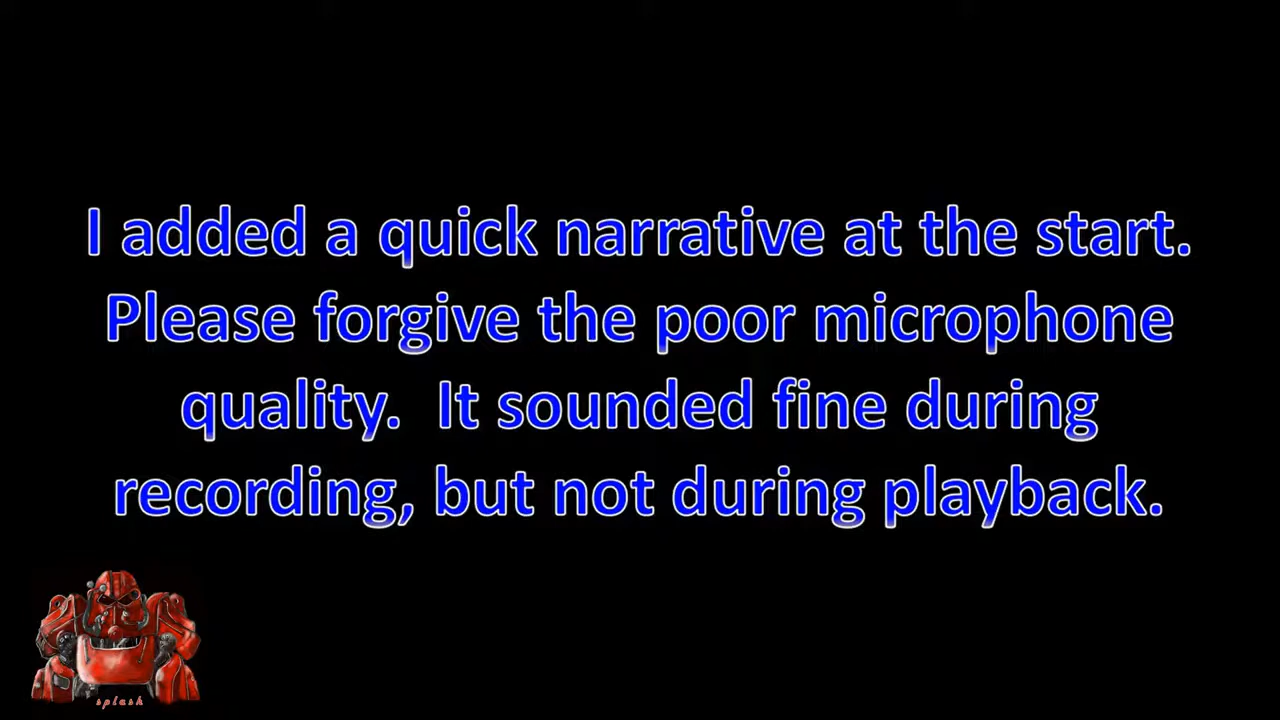 I added a quick narrative at the start.
Please forgive the poor microphone
quality.  It sounded fine during
recording, but not during playback.
splash